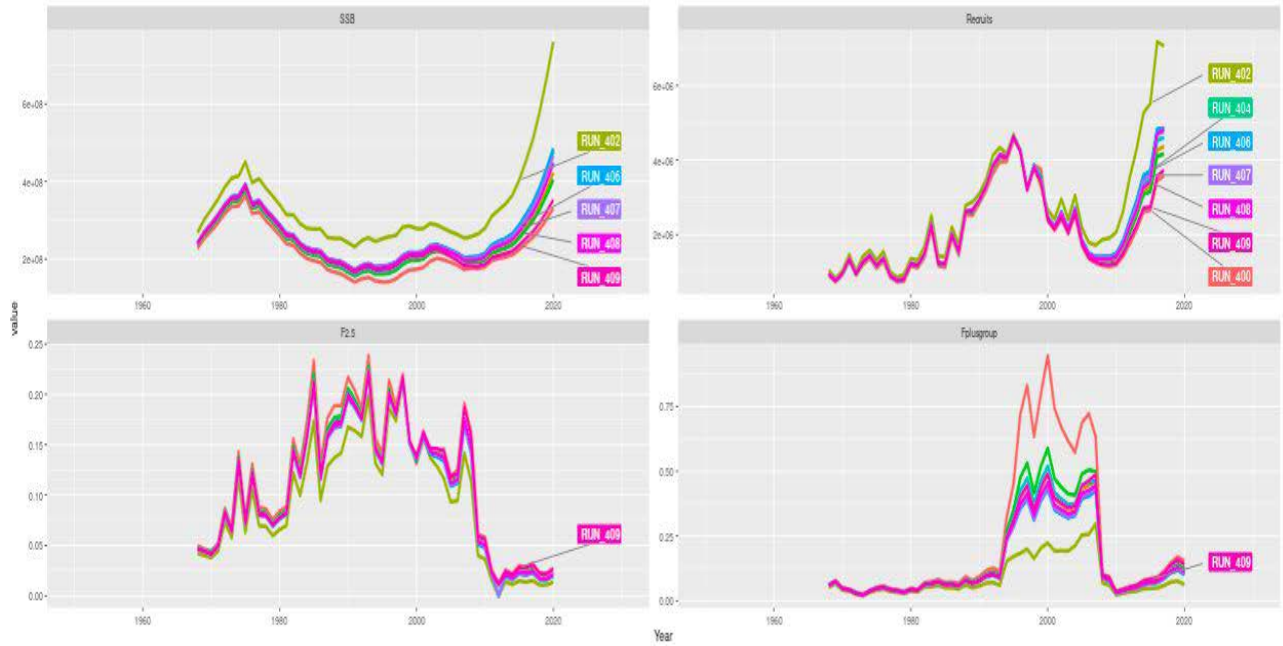 SSB
Recruits
6e+08
4e+08
2e+08
RUN_402
RUN_406
RUN_407
RUN_408
RUN_409
1960
1980
2000
2020
6e+06
4e+06
2e+06
RUN_402
RUN_404
RUN_406
RUN_407
RUN_408
RUN_409
RUN_400
1960
1980
2000
2020
value
F2.5
Fplusgroup
0.25
0.20
0.15
0.10
0.05
0.00
RUN_409
1960
1980
2000
2020
0.75
0.50
0.25
0.00
RUN_409
1960
1980
2000
2020
Year